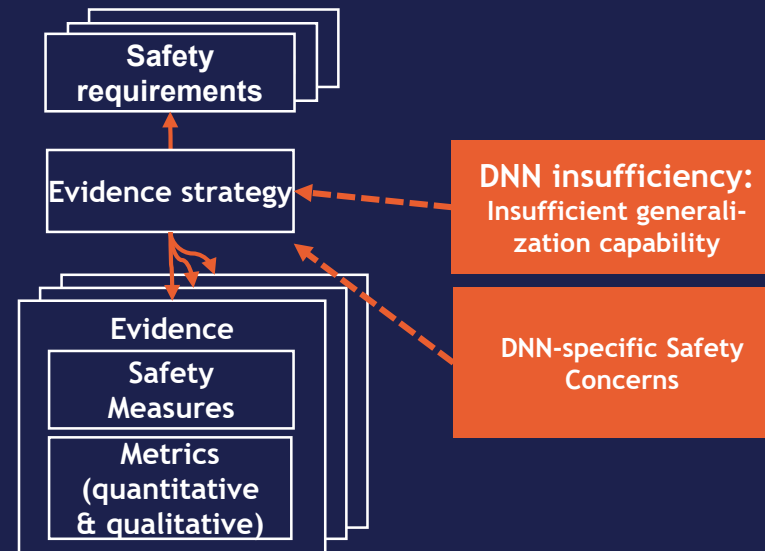 Safety
requirements
Evidence strategy
DNN insufficiency:
Insufficient generali-
zation capability
Evidence
Safety
Measures
DNN-specific Safety
Concerns
Metrics
(quantitative
& qualitative)